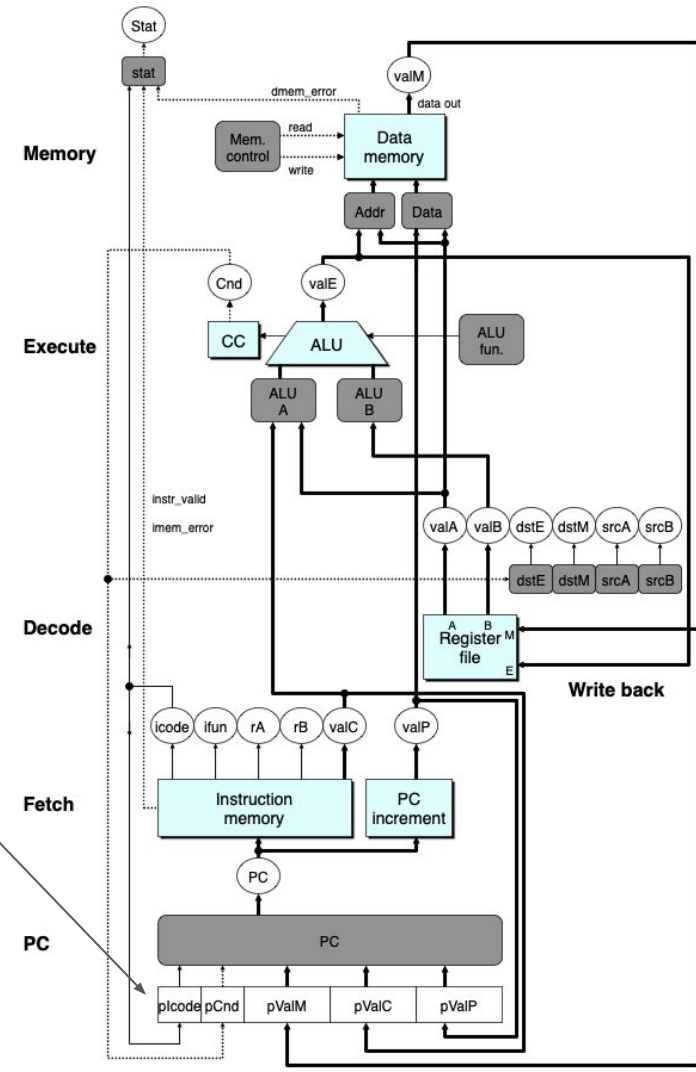 Stat
stat
valM
dmem_error
data out
Mem.
control
read
write
Data
memory
Memory
Addr
Data
Cnd
valE
CC
ALU
ALU
fun.
Execute
ALU
A
ALU
B
instr_valid
imem_error
valA
valB
dstE
dstM
srcA
srcB
dstE
dstM
srcA
srcB
Decode
A
B
M
Register
file
E
Write back
icode
ifun
rA
rB
valC
valP
Fetch
Instruction
memory
PC
increment
PC
PC
PC
pIcode
pCnd
pValM
pValC
pValP